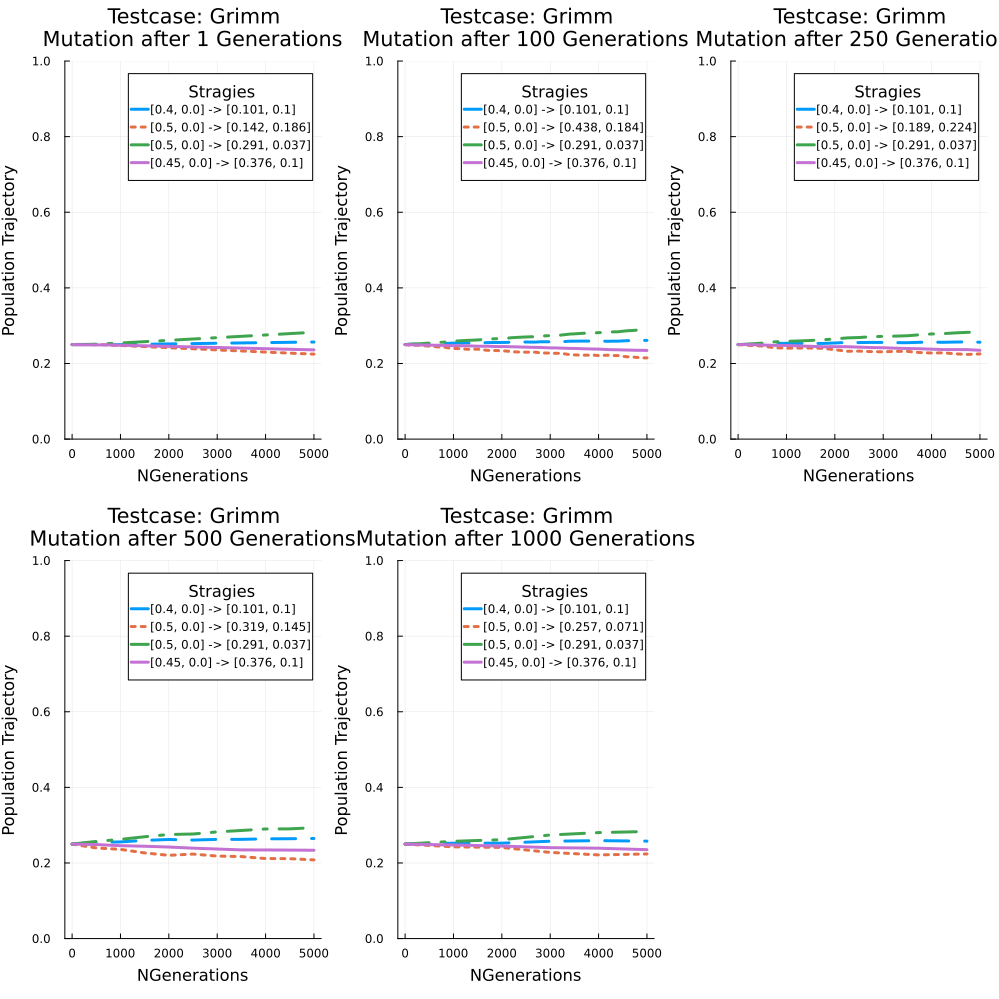 Testcase: Grimm
Mutation after 1 Generations
Stragies
[0.4, 0.0] -> [0.101, 0.1]
[0.5, 0.0] -> [0.142, 0.186]
[0.5, 0.0] -> [0.291, 0.037]
[0.45, 0.0] -> [0.376, 0.1]
Population Trajectory
1.0
0.8
0.6
0.4
0.2
0.0
0 1000 2000 3000 4000 5000
NGenerations
Testcase: Grimm
Mutation after 100 Generations
Stragies
[0.4, 0.0] -> [0.101, 0.1]
[0.5, 0.0] -> [0.438, 0.184]
[0.5, 0.0] -> [0.291, 0.037]
[0.45, 0.0] -> [0.376, 0.1]
Population Trajectory
1.0
0.8
0.6
0.4
0.2
0.0
0 1000 2000 3000 4000 5000
NGenerations
Testcase: Grimm
Mutation after 250 Generatio
Stragies
[0.4, 0.0] -> [0.101, 0.1]
[0.5, 0.0] -> [0.189, 0.224]
[0.5, 0.0] -> [0.291, 0.037]
[0.45, 0.0] -> [0.376, 0.1]
Population Trajectory
1.0
0.8
0.6
0.4
0.2
0.0
0 1000 2000 3000 4000 5000
NGenerations
Testcase: Grimm
Mutation after 500 Generations
Stragies
[0.4, 0.0] -> [0.101, 0.1]
[0.5, 0.0] -> [0.319, 0.145]
[0.5, 0.0] -> [0.291, 0.037]
[0.45, 0.0] -> [0.376, 0.1]
Population Trajectory
1.0
0.8
0.6
0.4
0.2
0.0
0 1000 2000 3000 4000 5000
NGenerations
Testcase: Grimm
Mutation after 1000 Generations
Stragies
[0.4, 0.0] -> [0.101, 0.1]
[0.5, 0.0] -> [0.257, 0.071]
[0.5, 0.0] -> [0.291, 0.037]
[0.45, 0.0] -> [0.376, 0.1]
Population Trajectory
1.0
0.8
0.6
0.4
0.2
0.0
0 1000 2000 3000 4000 5000
NGenerations